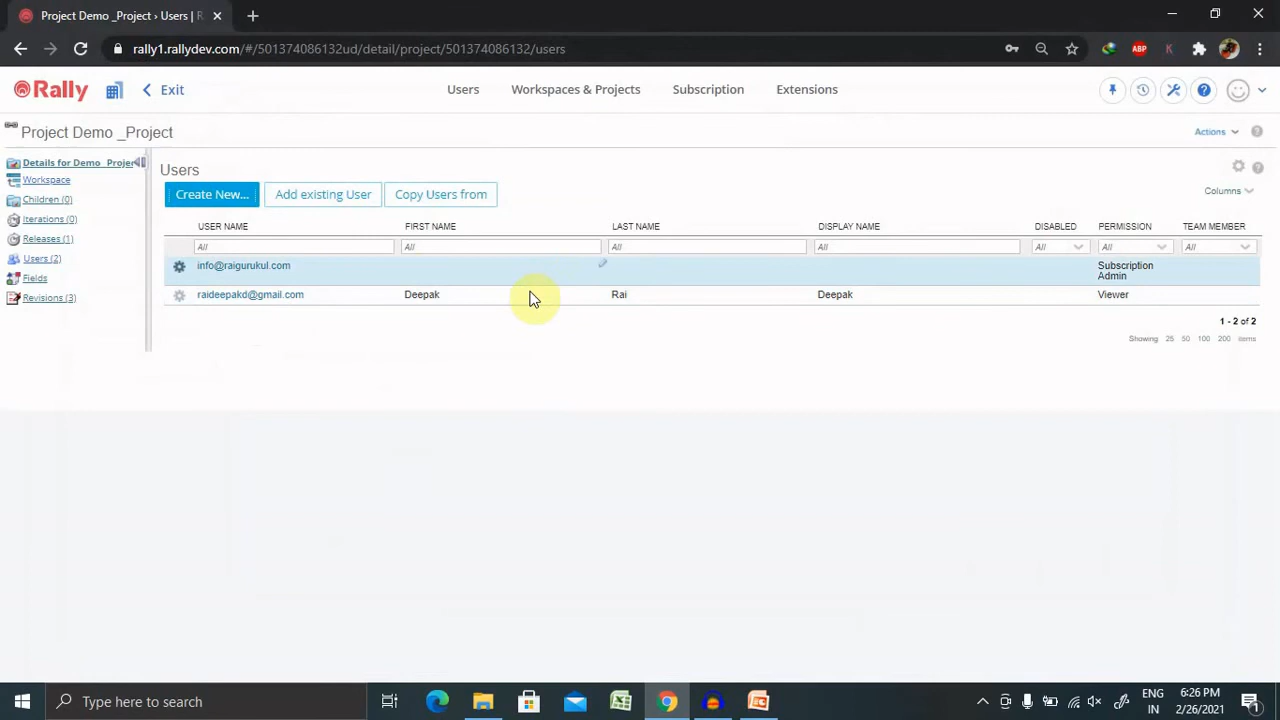 Project Demo _Project › Users | R
rally1.rallydev.com/#/501374086132ud/detail/project/501374086132/users
ABP
K
Rally
Exit
Users
Workspaces & Projects
Subscription
Extensions
Project Demo _Project
Actions
Details for Demo _Projec
Workspace
Children (0)
Iterations (0)
Releases (1)
Users (2)
Fields
Revisions (3)
Users
Create New...
Add existing User
Copy Users from
Columns
USER NAME FIRST NAME LAST NAME DISPLAY NAME DISABLED PERMISSION TEAM MEMBER
All All All All All All All
info@raigurukul.com Subscription Admin
raideepakd@gmail.com Deepak Rai Deepak Viewer
1 - 2 of 2
Showing 25 50 100 200 items
Type here to search
ENG
IN
6:26 PM
2/26/2021
1